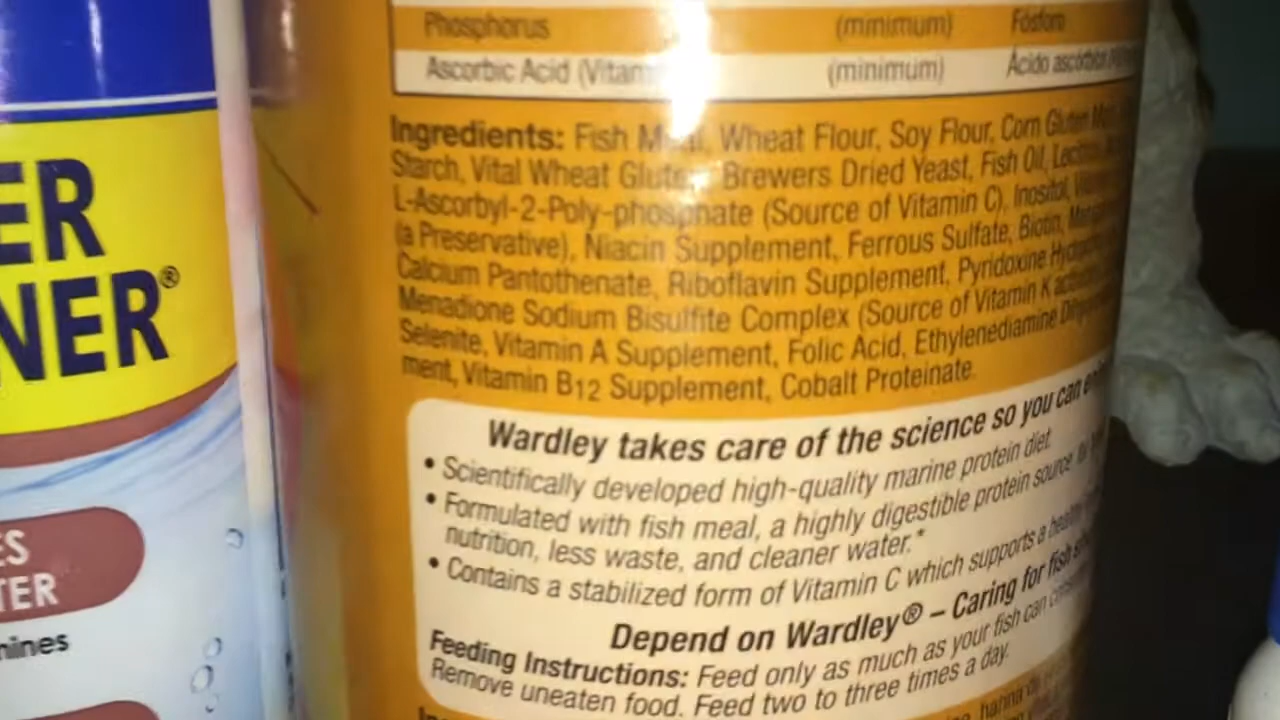 ER
NER®
ES
TER
mines
Phosphorus (minimum) Fósforo
Ascorbic Acid (Vitam (minimum) Ácido ascórbico
Ingredients: Fish Meal, Wheat Flour, Soy Flour, Corn Gluten
Starch, Vital Wheat Gluten, Brewers Dried Yeast, Fish Oil,
L-Ascorbyl-2-Poly-phosphate (Source of Vitamin C), Inositol,
(a Preservative), Niacin Supplement, Ferrous Sulfate, Biotin,
Calcium Pantothenate, Riboflavin Supplement, Pyridoxine
Menadione Sodium Bisulfite Complex (Source of Vitamin K
Selenite, Vitamin A Supplement, Folic Acid, Ethylenediamine
ment, Vitamin B12 Supplement, Cobalt Proteinate.
Wardley takes care of the science so you can
• Scientifically developed high-quality marine protein diet.
• Formulated with fish meal, a highly digestible protein source
nutrition, less waste, and cleaner water.*
• Contains a stabilized form of Vitamin C which supports a healthy
Depend on Wardley® – Caring for fish
Feeding Instructions: Feed only as much as your fish can
Remove uneaten food. Feed two to three times a day.